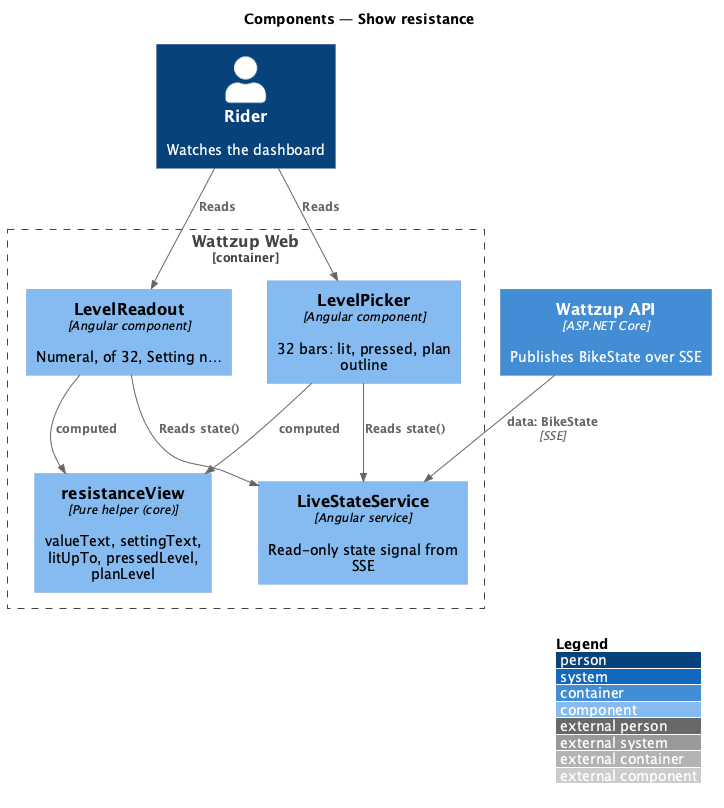 Components — Show resistance
Rider
Watches the dashboard
Reads
Reads
Wattzup Web
[container]
LevelReadout
[Angular component]
Numeral, of 32, Setting n...
LevelPicker
[Angular component]
32 bars: lit, pressed, plan
outline
Wattzup API
[ASP.NET Core]
Publishes BikeState over SSE
computed
Reads state()
computed
Reads state()
data: BikeState
[SSE]
resistanceView
[Pure helper (core)]
valueText, settingText,
litUpTo, pressedLevel,
planLevel
LiveStateService
[Angular service]
Read-only state signal from
SSE
Legend
person
system
container
component
external person
external system
external container
external component